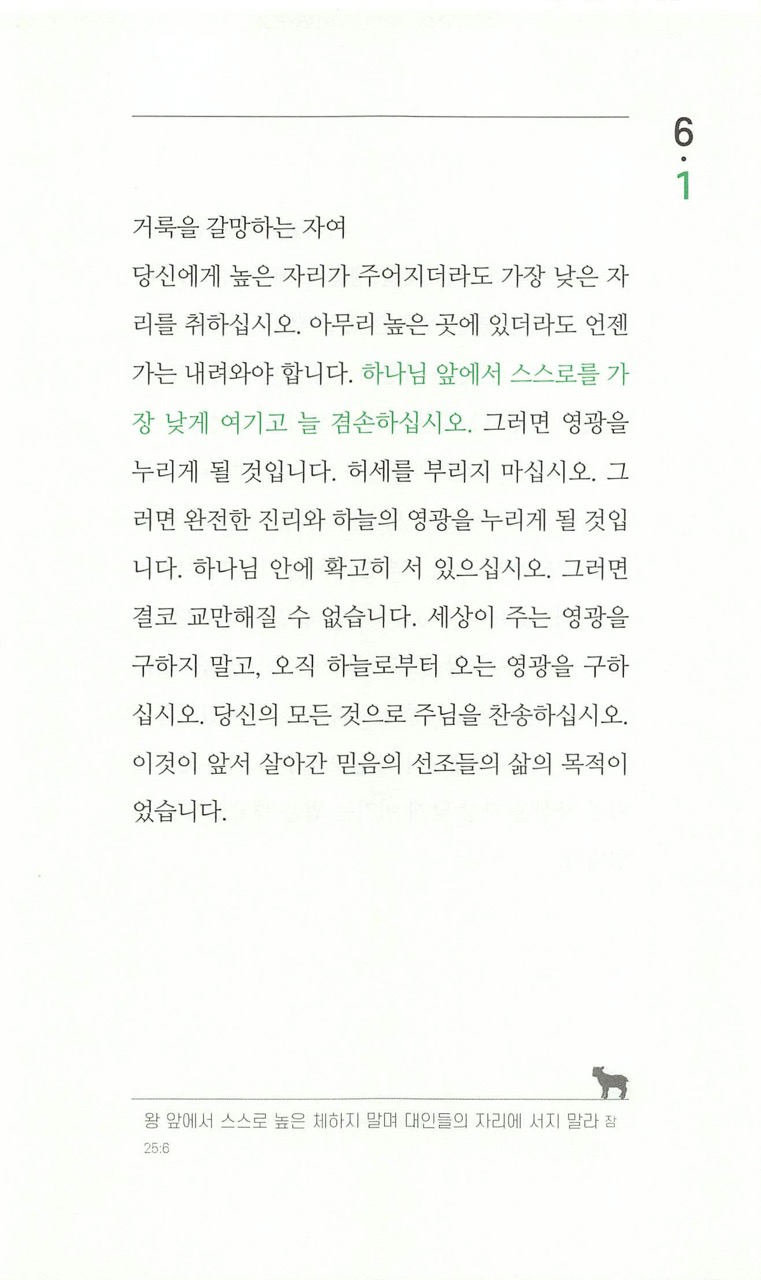 6
·
1
거룩을 갈망하는 자여
당신에게 높은 자리가 주어지더라도 가장 낮은 자
리를 취하십시오. 아무리 높은 곳에 있더라도 언젠
가는 내려와야 합니다. 하나님 앞에서 스스로를 가
장 낮게 여기고 늘 겸손하십시오. 그러면 영광을
누리게 될 것입니다. 허세를 부리지 마십시오. 그
러면 완전한 진리와 하늘의 영광을 누리게 될 것입
니다. 하나님 안에 확고히 서 있으십시오. 그러면
결코 교만해질 수 없습니다. 세상이 주는 영광을
구하지 말고, 오직 하늘로부터 오는 영광을 구하
십시오. 당신의 모든 것으로 주님을 찬송하십시오.
이것이 앞서 살아간 믿음의 선조들의 삶의 목적이
었습니다.
왕 앞에서 스스로 높은 체하지 말며 대인들의 자리에 서지 말라 잠
25:6